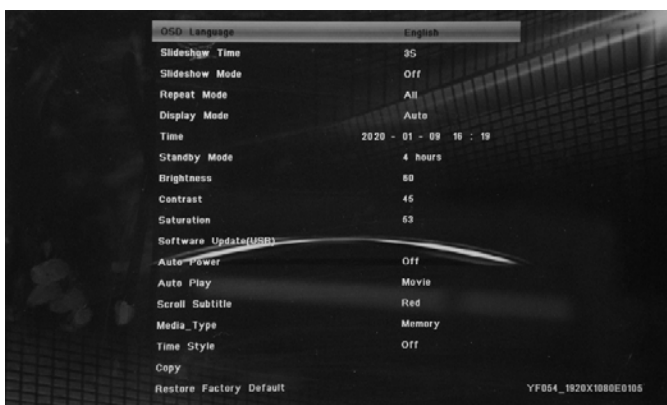 OSD Language English
Slideshow Time 3S
Slideshow Mode Off
Repeat Mode All
Display Mode Auto
Time 2020 - 01 - 09 16 : 19
Standby Mode 4 hours
Brightness 60
Contrast 45
Saturation 53
Software Update(USB)
Auto Power Off
Auto Play Movie
Scroll Subtitle Red
Media_Type Memory
Time Style Off
Copy
Restore Factory Default YF054_1920X1080E0105